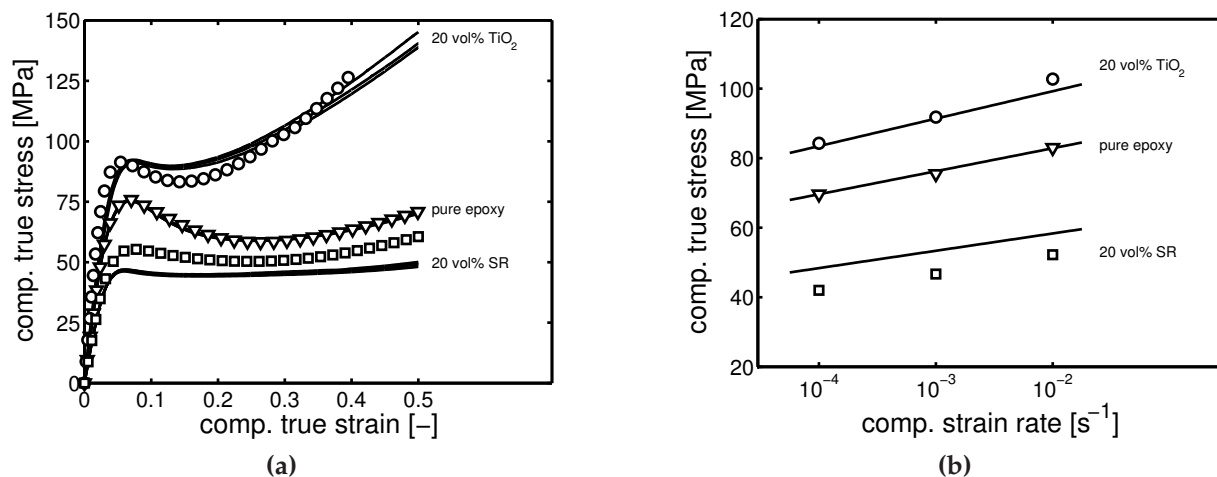 150
125
100
75
50
25
0
comp. true stress [MPa]
20 vol% TiO₂
pure epoxy
20 vol% SR
0 0.1 0.2 0.3 0.4 0.5
comp. true strain [−]
(a)
120
100
80
60
40
20
comp. true stress [MPa]
20 vol% TiO₂
pure epoxy
20 vol% SR
10⁻⁴ 10⁻³ 10⁻²
comp. strain rate [s⁻¹]
(b)